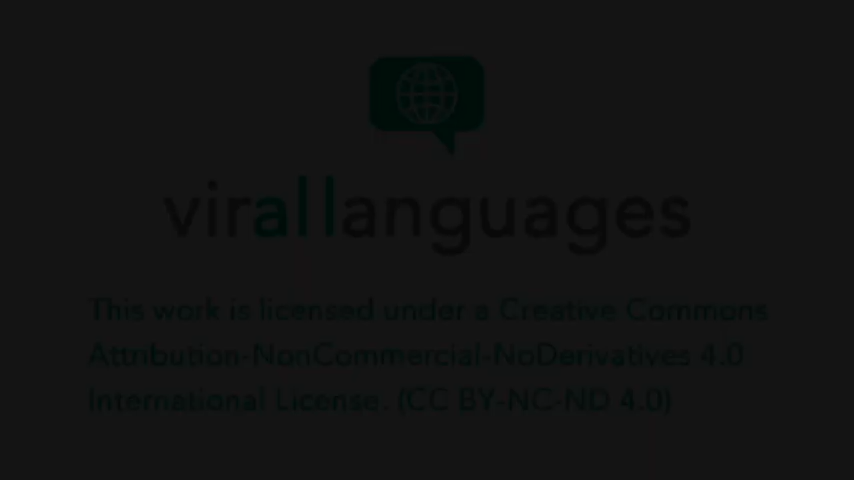 virallanguages
This work is licensed under a Creative Commons
Attribution-NonCommercial-NoDerivatives 4.0
International License. (CC BY-NC-ND 4.0)